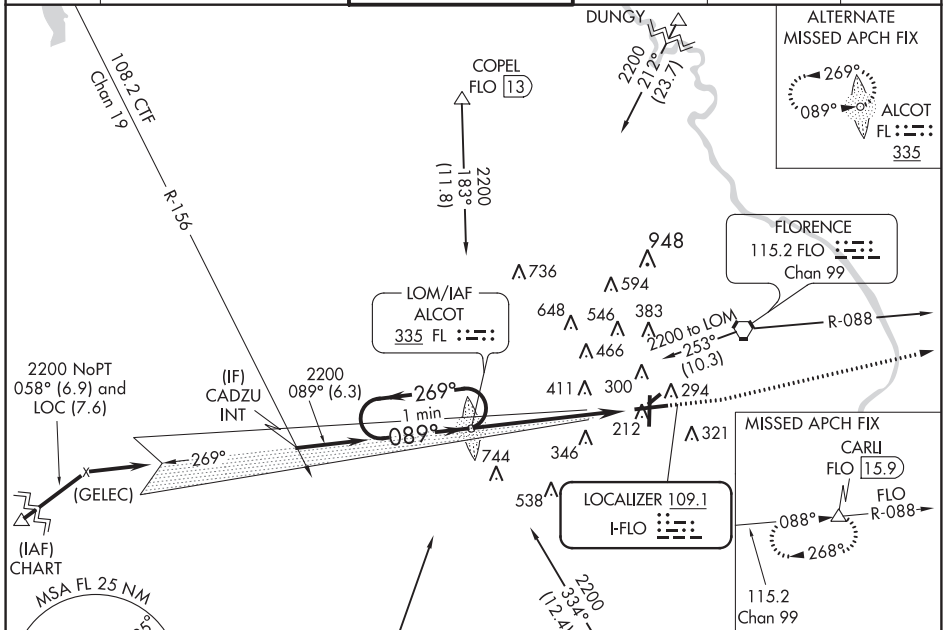 DUNGY
2200
212°
(23.7)
ALTERNATE
MISSED APCH FIX
269°
089°
ALCOT
FL
335
COPEL
FLO 13
108.2 CTF
Chan 19
R-156
2200
183°
(11.8)
FLORENCE
115.2 FLO
Chan 99
948
736
594
LOM/IAF
ALCOT
335 FL
648
546
383
2200 to LOM
253°
(10.3)
R-088
466
2200 NoPT
058° (6.9) and
LOC (7.6)
(IF)
CADZU
INT
2200
089° (6.3)
269°
1 min
089°
411
300
294
212
321
346
269°
(GELEC)
744
538
(IAF)
CHART
LOCALIZER 109.1
I-FLO
MISSED APCH FIX
CARLI
FLO 15.9
FLO
R-088
088°
268°
115.2
Chan 99
MSA FL 25 NM
2200
334°